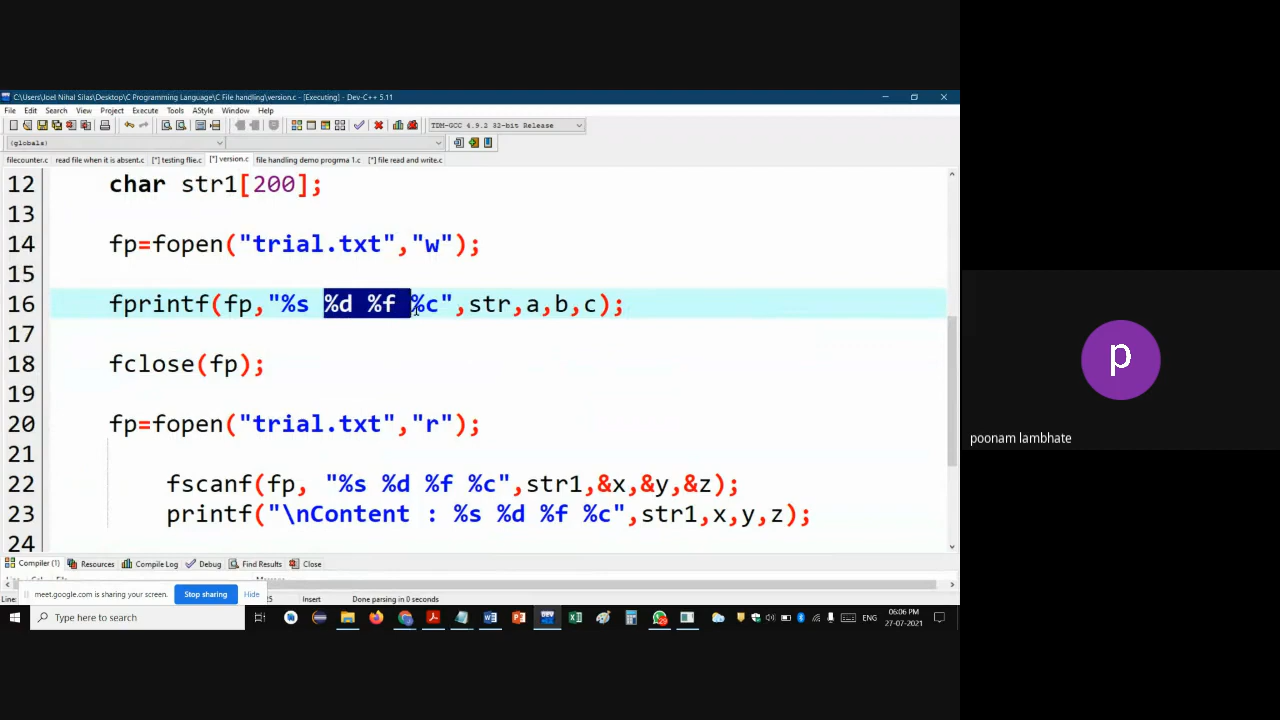 C:\Users\Joel Nihal Silas\Desktop\C Programming Language\C File handling\version.c - [Executing] - Dev-C++ 5.11
File Edit Search View Project Execute Tools AStyle Window Help
TDM-GCC 4.9.2 32-bit Release
(globals)
filecounter.c read file when it is absent.c [*] testing flie.c [*] version.c file handling demo progrma 1.c [*] file read and write.c
12 char str1[200];
13
14 fp=fopen("trial.txt","w");
15
16 fprintf(fp,"%s %d %f %c",str,a,b,c);
17
18 fclose(fp);
19
20 fp=fopen("trial.txt","r");
21
22 fscanf(fp, "%s %d %f %c",str1,&x,&y,&z);
23 printf("\nContent : %s %d %f %c",str1,x,y,z);
24
Compiler (1) Resources Compile Log Debug Find Results Close
meet.google.com is sharing your screen. Stop sharing Hide
Line: Insert Done parsing in 0 seconds
Type here to search
ENG
06:06 PM
27-07-2021
p
poonam lambhate